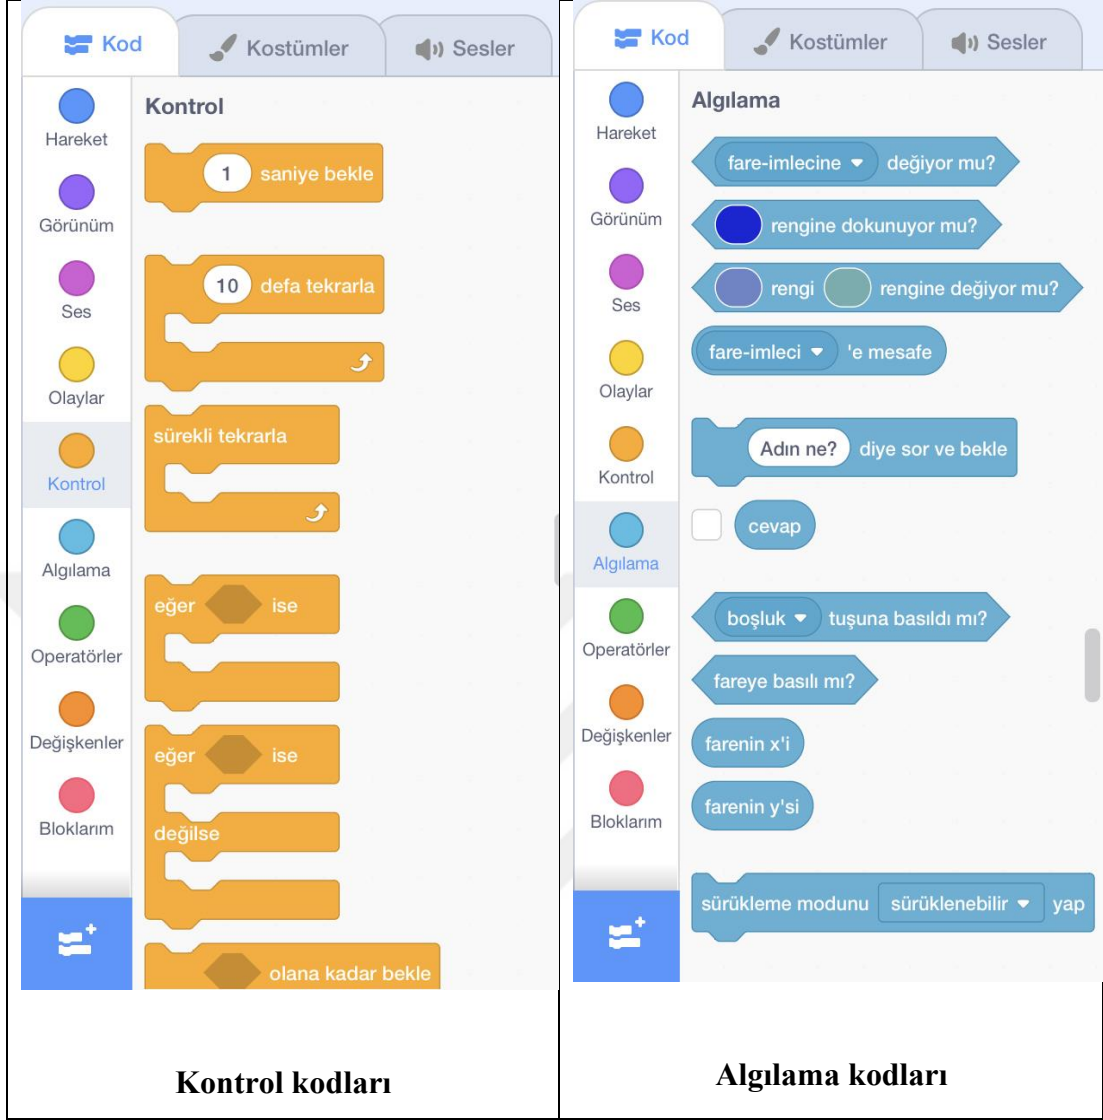 Kod
Kostümler
Sesler
Hareket
Görünüm
Ses
Olaylar
Kontrol
Algılama
Operatörler
Değişkenler
Bloklarım
Kontrol
1 saniye bekle
10 defa tekrarla
sürekli tekrarla
eğer ise
eğer ise
değilse
olana kadar bekle
Kontrol kodları
Kod
Kostümler
Sesler
Hareket
Görünüm
Ses
Olaylar
Kontrol
Algılama
Operatörler
Değişkenler
Bloklarım
Algılama
fare-imlecine değiyor mu?
rengine dokunuyor mu?
rengi rengine değiyor mu?
fare-imleci 'e mesafe
Adın ne? diye sor ve bekle
cevap
boşluk tuşuna basıldı mı?
fareye basılı mı?
farenin x'i
farenin y'si
sürükleme modunu sürüklenebilir yap
Algılama kodları